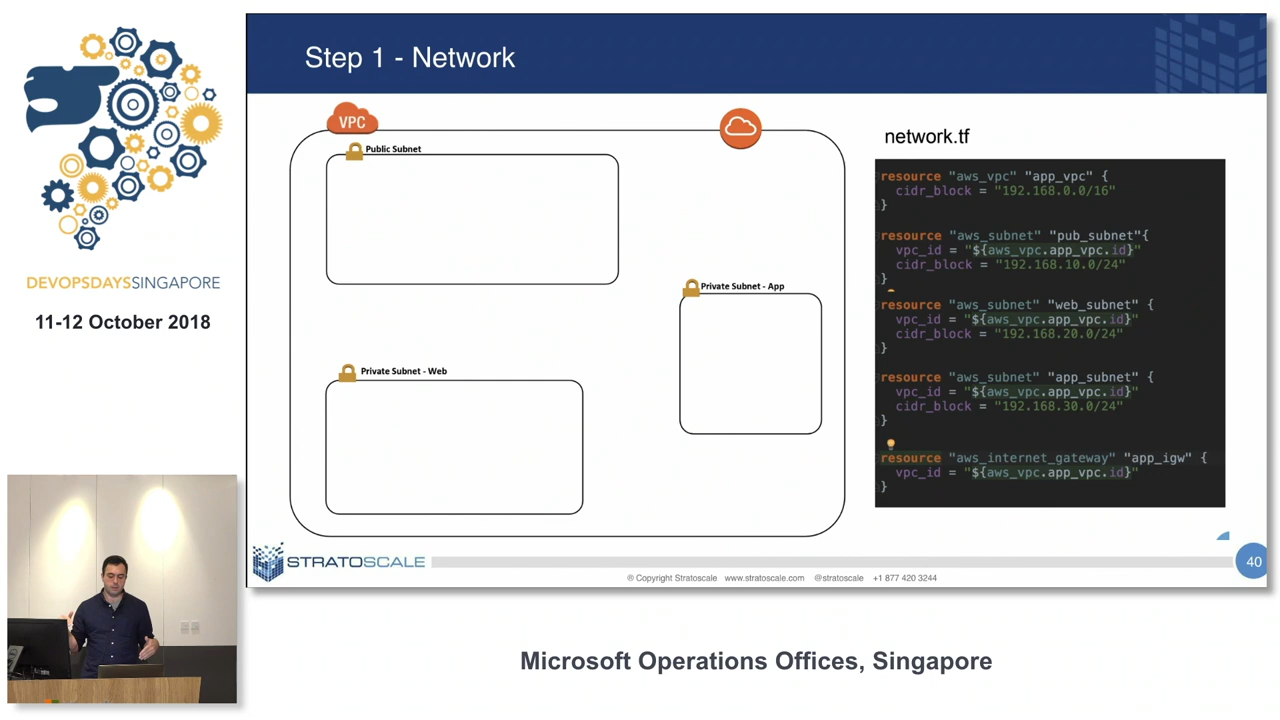 DEVOPSDAYSSINGAPORE
11-12 October 2018
Step 1 - Network
VPC
Public Subnet
Private Subnet - App
Private Subnet - Web
network.tf
resource "aws_vpc" "app_vpc" {
cidr_block = "192.168.0.0/16"
}
resource "aws_subnet" "pub_subnet"{
vpc_id = "${aws_vpc.app_vpc.id}"
cidr_block = "192.168.10.0/24"
}
resource "aws_subnet" "web_subnet" {
vpc_id = "${aws_vpc.app_vpc.id}"
cidr_block = "192.168.20.0/24"
}
resource "aws_subnet" "app_subnet" {
vpc_id = "${aws_vpc.app_vpc.id}"
cidr_block = "192.168.30.0/24"
}
resource "aws_internet_gateway" "app_igw" {
vpc_id = "${aws_vpc.app_vpc.id}"
}
STRATOSCALE
40
® Copyright Stratoscale www.stratoscale.com @stratoscale +1 877 420 3244
Microsoft Operations Offices, Singapore